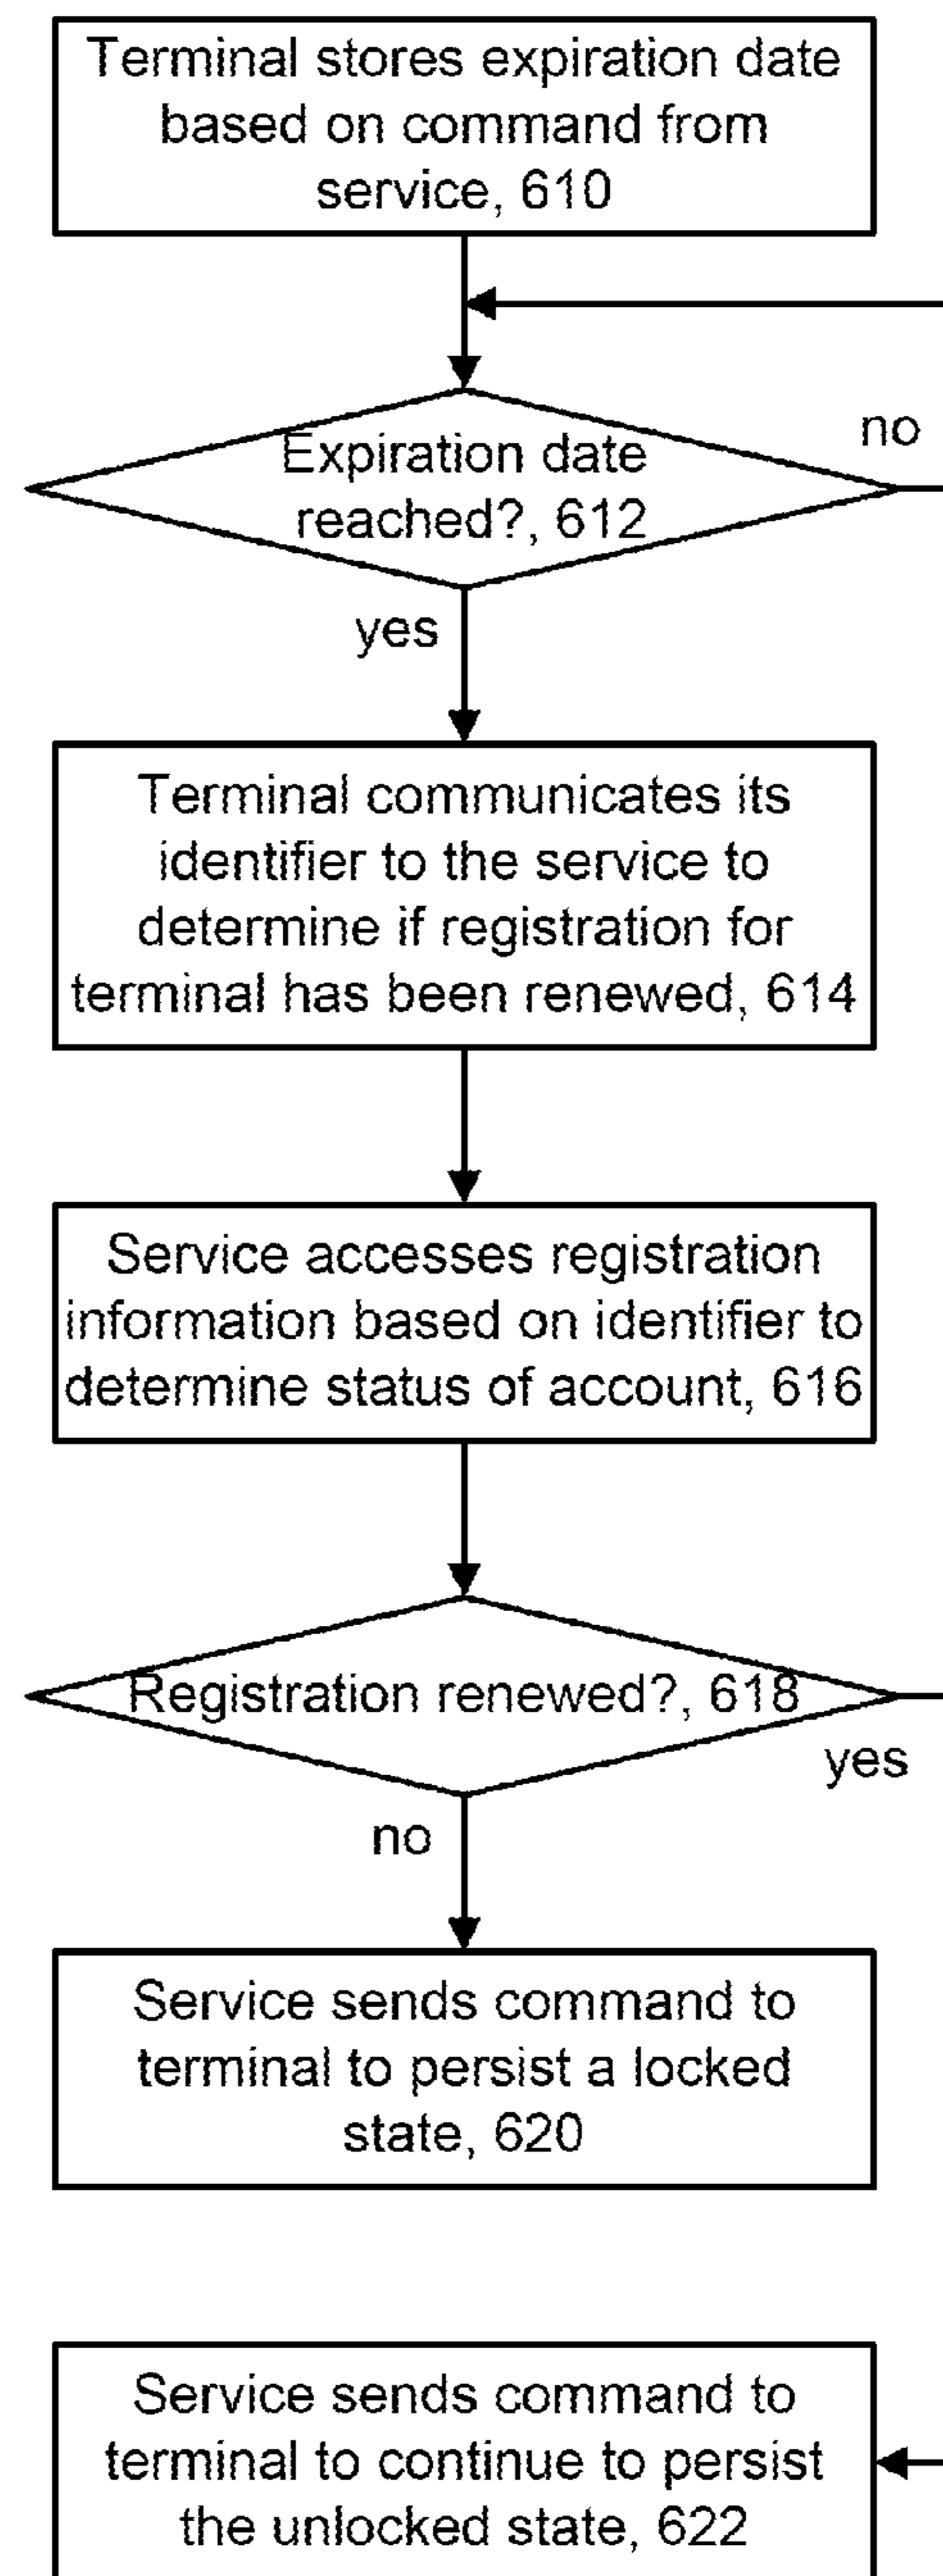 Terminal stores expiration date
based on command from
service, 610
no
Expiration date
reached?, 612
yes
Terminal communicates its
identifier to the service to
determine if registration for
terminal has been renewed, 614
Service accesses registration
information based on identifier to
determine status of account, 616
Registration renewed?, 618
yes
no
Service sends command to
terminal to persist a locked
state, 620
Service sends command to
terminal to continue to persist
the unlocked state, 622